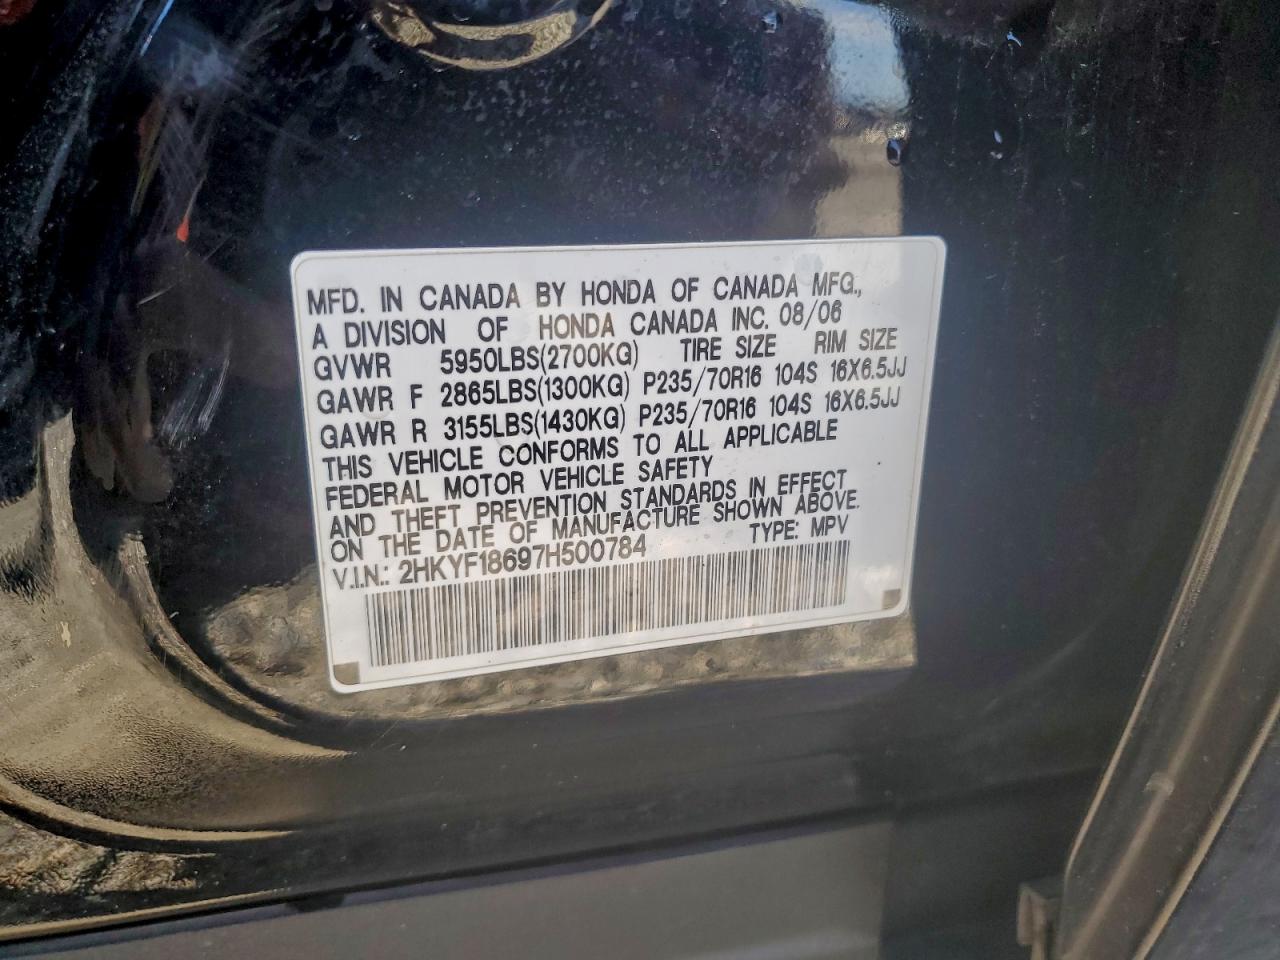 MFD. IN CANADA BY HONDA OF CANADA MFG.,
A DIVISION OF HONDA CANADA INC. 08/06
GVWR 5950LBS(2700KG) TIRE SIZE RIM SIZE
GAWR F 2865LBS(1300KG) P235/70R16 104S 16X6.5JJ
GAWR R 3155LBS(1430KG) P235/70R16 104S 16X6.5JJ
THIS VEHICLE CONFORMS TO ALL APPLICABLE
FEDERAL MOTOR VEHICLE SAFETY
AND THEFT PREVENTION STANDARDS IN EFFECT
ON THE DATE OF MANUFACTURE SHOWN ABOVE.
V.I.N.: 2HKYF18697H500784 TYPE: MPV